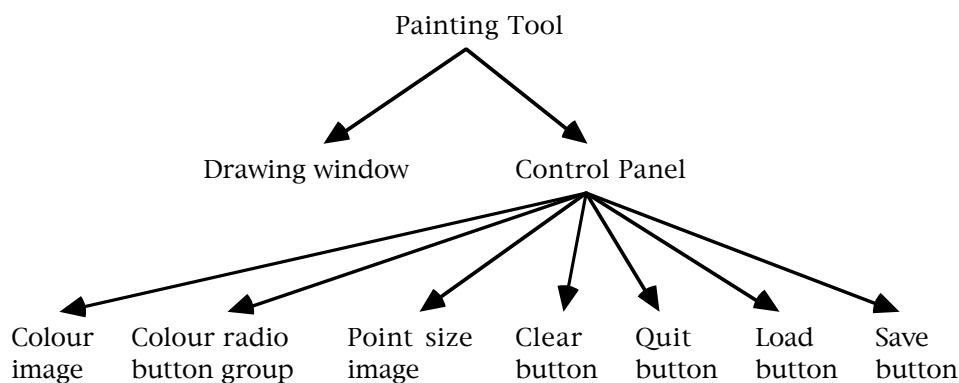 Painting Tool
Drawing window
Control Panel
Colour image
Colour radio button group
Point size image
Clear button
Quit button
Load button
Save button